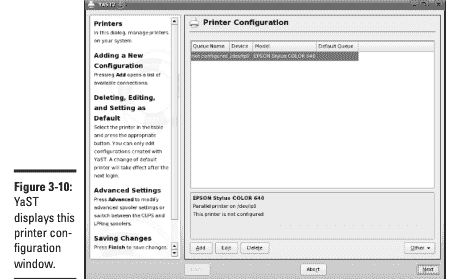 YaST2
Printers
In this dialog, manage printers
on your system.
Adding a New
Configuration
Pressing Add opens a list of
available connections.
Deleting, Editing,
and Setting as
Default
Select the printer in the table
and press the appropriate
button. You can only edit
configurations created with
YaST. A change of default
printer will take effect after the
next login.
Advanced Settings
Press Advanced to modify
advanced spooler settings or
switch between the CUPS and
LPRng spoolers.
Saving Changes
Press Finish to save changes.
Printer Configuration
Queue Name Device Model Default Queue
not configured /dev/lp0 EPSON Stylus COLOR 640
EPSON Stylus COLOR 640
Parallel printer on /dev/lp0
This printer is not configured
Add Edit Delete Other
Abort Next
Figure 3-10:
YaST
displays this
printer con-
figuration
window.